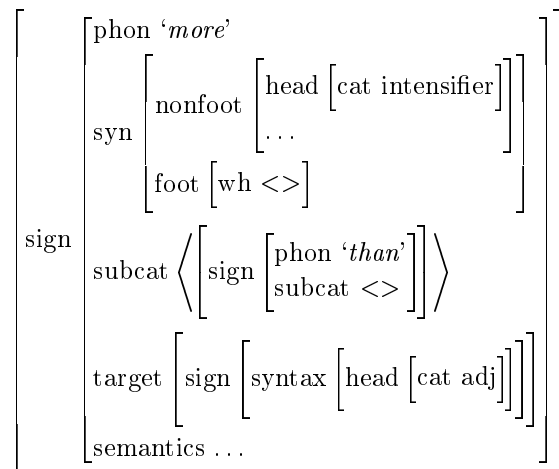 phon ‘more’
head [cat intensifier]
nonfoot
...
syn
foot [wh <>]
sign
phon ‘than’
subcat ⟨[sign
subcat <>
]⟩
target [sign [syntax [head [cat adj]]]]
semantics ...